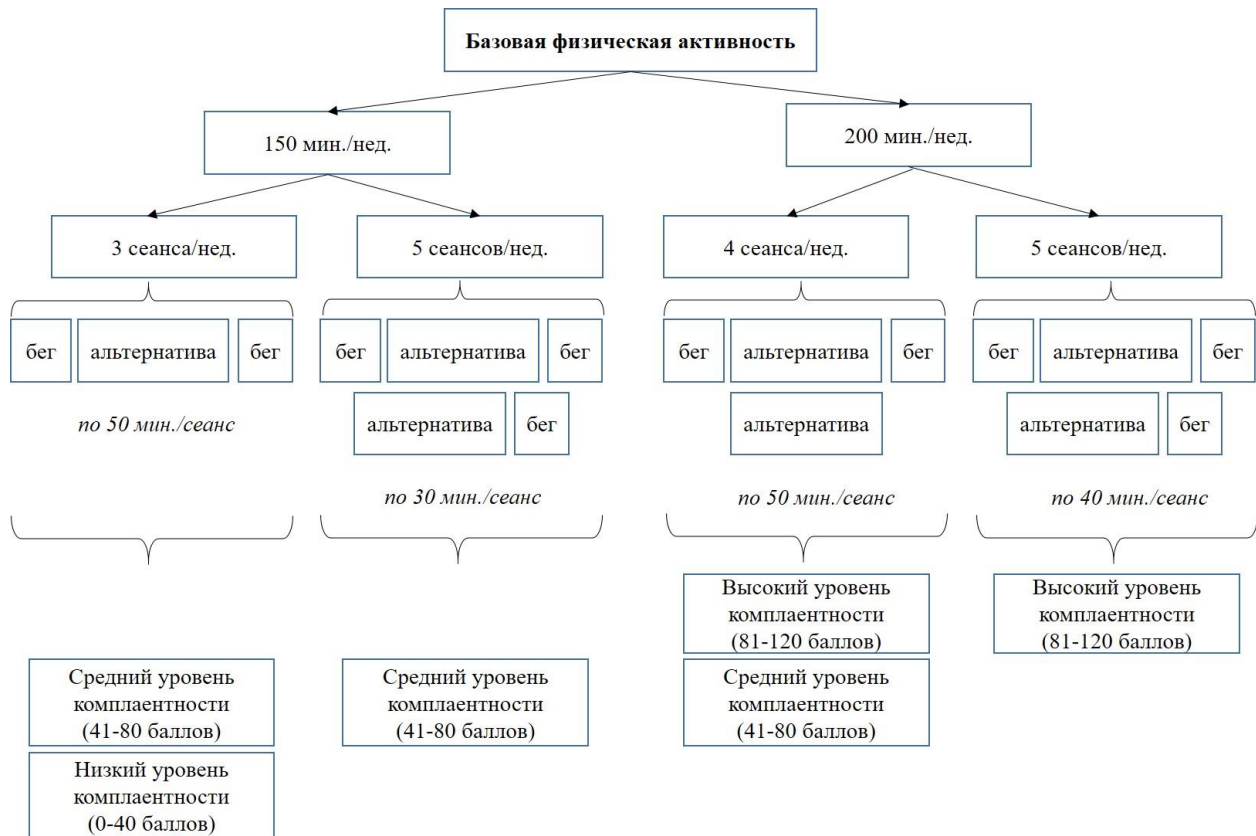 Базовая физическая активность
150 мин./нед.
200 мин./нед.
3 сеанса/нед.
5 сеансов/нед.
4 сеанса/нед.
5 сеансов/нед.
бег
альтернатива
бег
бег
альтернатива
бег
бег
альтернатива
бег
бег
альтернатива
бег
по 50 мин./сеанс
альтернатива
бег
альтернатива
альтернатива
бег
по 30 мин./сеанс
по 50 мин./сеанс
по 40 мин./сеанс
Высокий уровень
комплаентности
(81-120 баллов)
Высокий уровень
комплаентности
(81-120 баллов)
Средний уровень
комплаентности
(41-80 баллов)
Средний уровень
комплаентности
(41-80 баллов)
Средний уровень
комплаентности
(41-80 баллов)
Низкий уровень
комплаентности
(0-40 баллов)